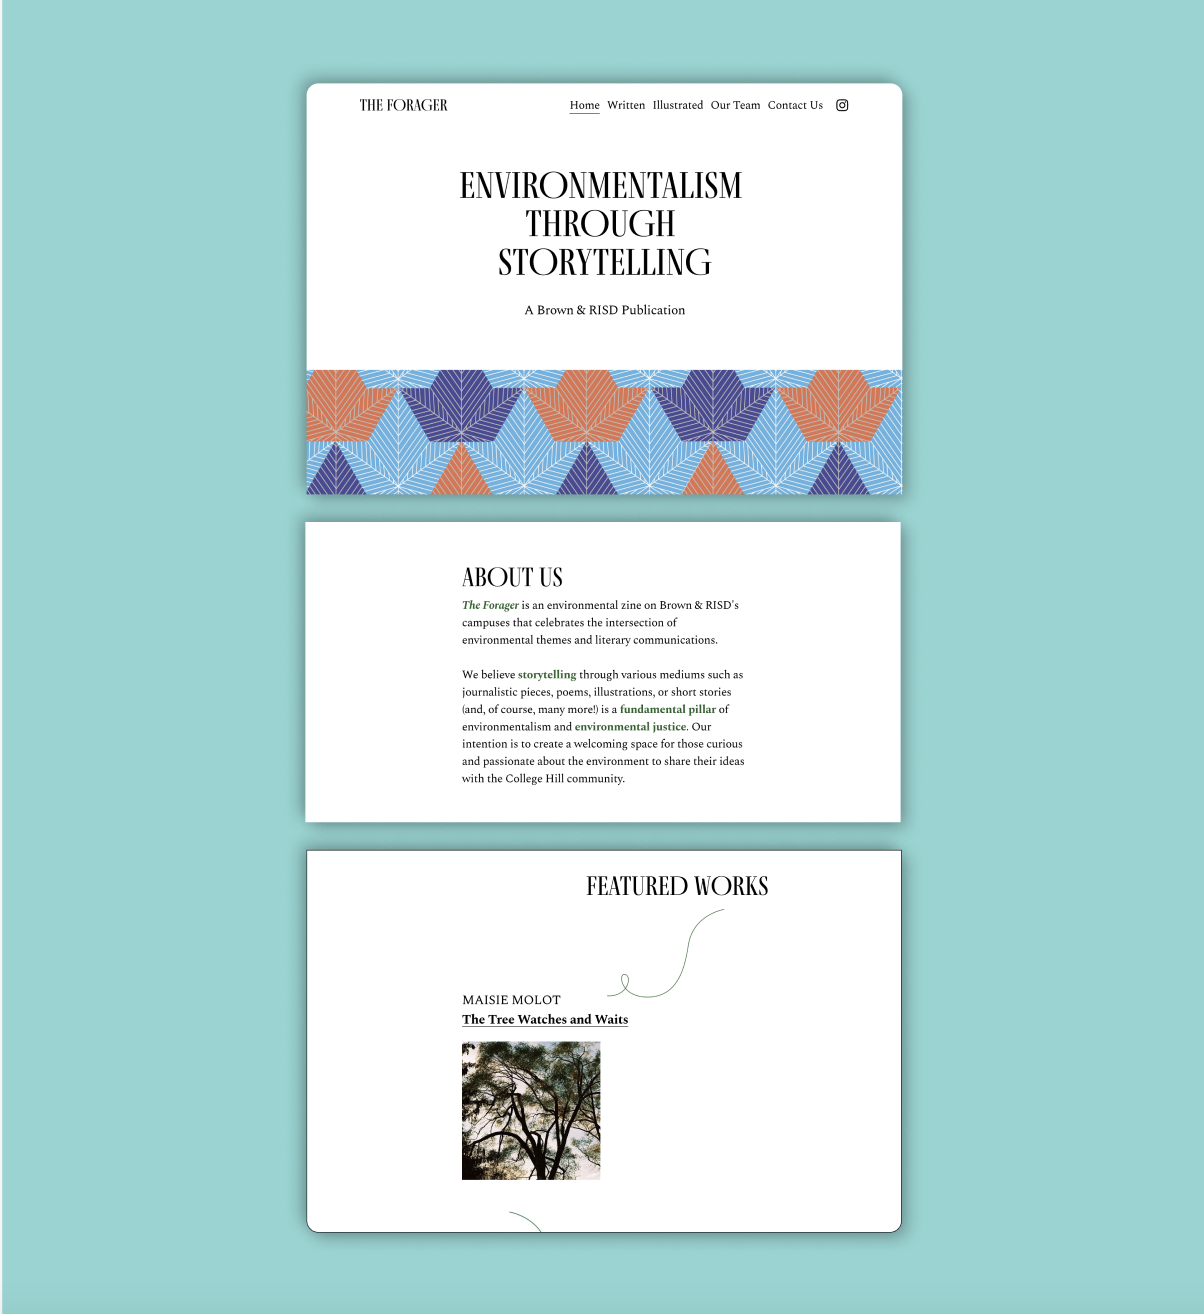 THE FORAGER
Home Written Illustrated Our Team Contact Us
ENVIRONMENTALISM
THROUGH
STORYTELLING
A Brown & RISD Publication
ABOUT US
The Forager is an environmental zine on Brown & RISD's
campuses that celebrates the intersection of
environmental themes and literary communications.
We believe storytelling through various mediums such as
journalistic pieces, poems, illustrations, or short stories
(and, of course, many more!) is a fundamental pillar of
environmentalism and environmental justice. Our
intention is to create a welcoming space for those curious
and passionate about the environment to share their ideas
with the College Hill community.
FEATURED WORKS
MAISIE MOLOT
The Tree Watches and Waits